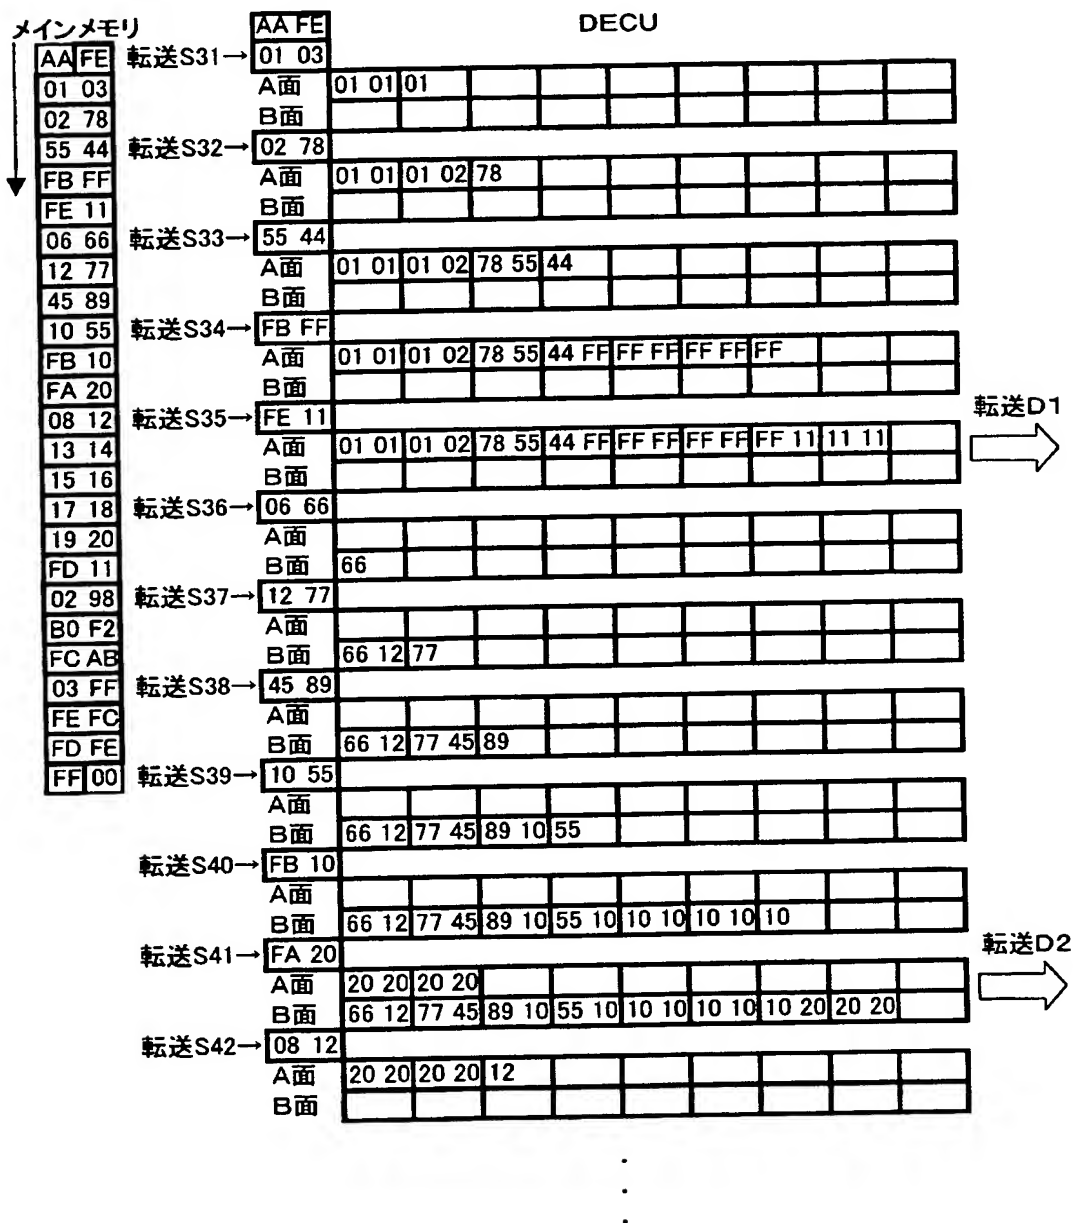 メインメモリ
AA FE
01 03
02 78
55 44
FB FF
FE 11
06 66
12 77
45 89
10 55
FB 10
FA 20
08 12
13 14
15 16
17 18
19 20
FD 11
02 98
B0 F2
FC AB
03 FF
FE FC
FD FE
FF 00
DECU
AA FE
転送S31→ 01 03
A面 01 01 01
B面
転送S32→ 02 78
A面 01 01 01 02 78
B面
転送S33→ 55 44
A面 01 01 01 02 78 55 44
B面
転送S34→ FB FF
A面 01 01 01 02 78 55 44 FF FF FF FF FF FF
B面
転送S35→ FE 11
A面 01 01 01 02 78 55 44 FF FF FF FF FF FF 11 11 11
B面
転送D1
転送S36→ 06 66
A面
B面 66
転送S37→ 12 77
A面
B面 66 12 77
転送S38→ 45 89
A面
B面 66 12 77 45 89
転送S39→ 10 55
A面
B面 66 12 77 45 89 10 55
転送S40→ FB 10
A面
B面 66 12 77 45 89 10 55 10 10 10 10 10 10
転送S41→ FA 20
A面 20 20 20 20
B面 66 12 77 45 89 10 55 10 10 10 10 10 10 20 20 20
転送D2
転送S42→ 08 12
A面 20 20 20 20 12
B面